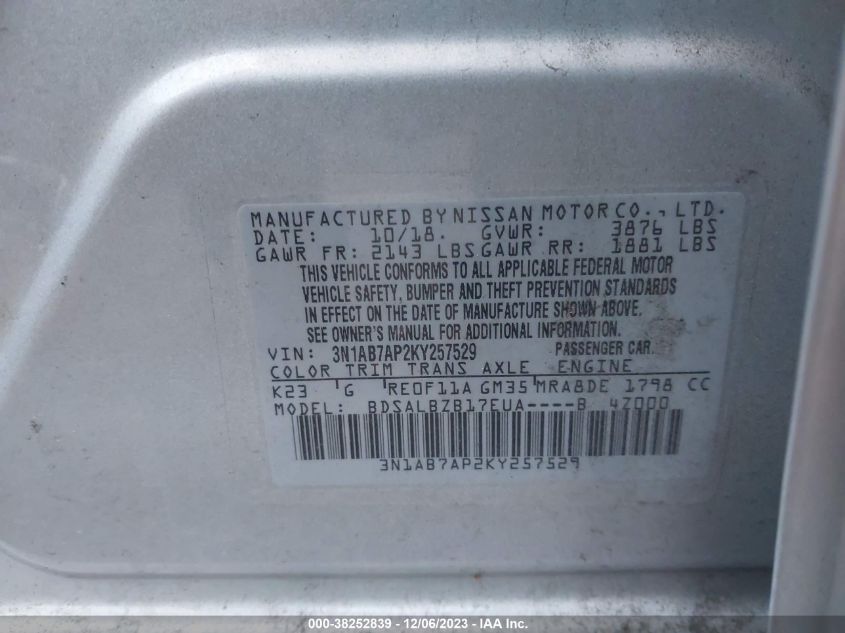 MANUFACTURED BY NISSAN MOTOR CO., LTD.
DATE: 10/18. GVWR: 3876 LBS
GAWR FR: 2143 LBS GAWR RR: 1881 LBS
THIS VEHICLE CONFORMS TO ALL APPLICABLE FEDERAL MOTOR
VEHICLE SAFETY, BUMPER AND THEFT PREVENTION STANDARDS
IN EFFECT ON THE DATE OF MANUFACTURE SHOWN ABOVE.
SEE OWNER'S MANUAL FOR ADDITIONAL INFORMATION.
VIN: 3N1AB7AP2KY257529 PASSENGER CAR.
COLOR TRIM TRANS AXLE ENGINE
K23 G RE0F11A GM35 MRA8DE 1798 CC
MODEL: BDSALBZB17EUA----B 4Z000
3N1AB7AP2KY257529
000-38252839 - 12/06/2023 - IAAI.com